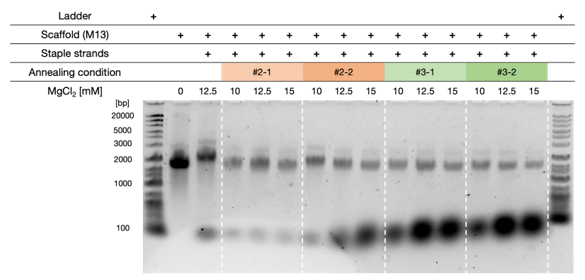 Ladder + +
Scaffold (M13) + + + + + + + + + + + + + +
Staple strands + + + + + + + + + + + + +
Annealing condition #2-1 #2-2 #3-1 #3-2
MgCl₂ [mM] 0 12.5 10 12.5 15 10 12.5 15 10 12.5 15 10 12.5 15
[bp]
20000
5000
3000
2000
1000
100